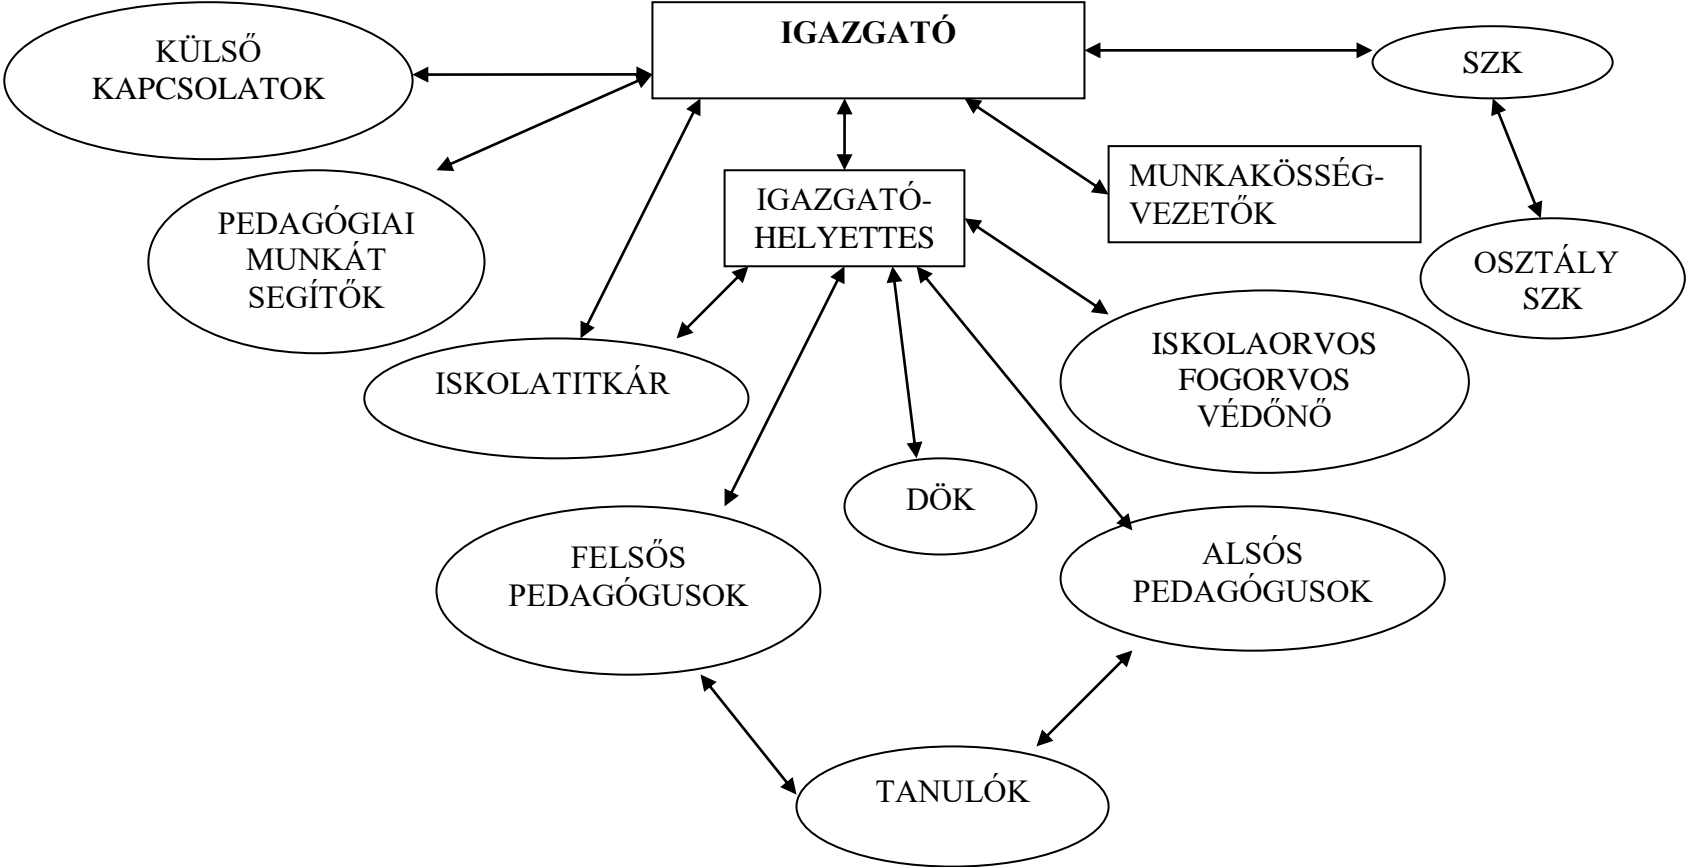 KÜLSŐ
KAPCSOLATOK
IGAZGATÓ
SZK
PEDAGÓGIAI
MUNKÁT
SEGÍTŐK
IGAZGATÓ-
HELYETTES
MUNKAKÖSSÉG-
VEZETŐK
OSZTÁLY
SZK
ISKOLATITKÁR
ISKOLAORVOS
FOGORVOS
VÉDŐNŐ
DÖK
FELSŐS
PEDAGÓGUSOK
ALSÓS
PEDAGÓGUSOK
TANULÓK